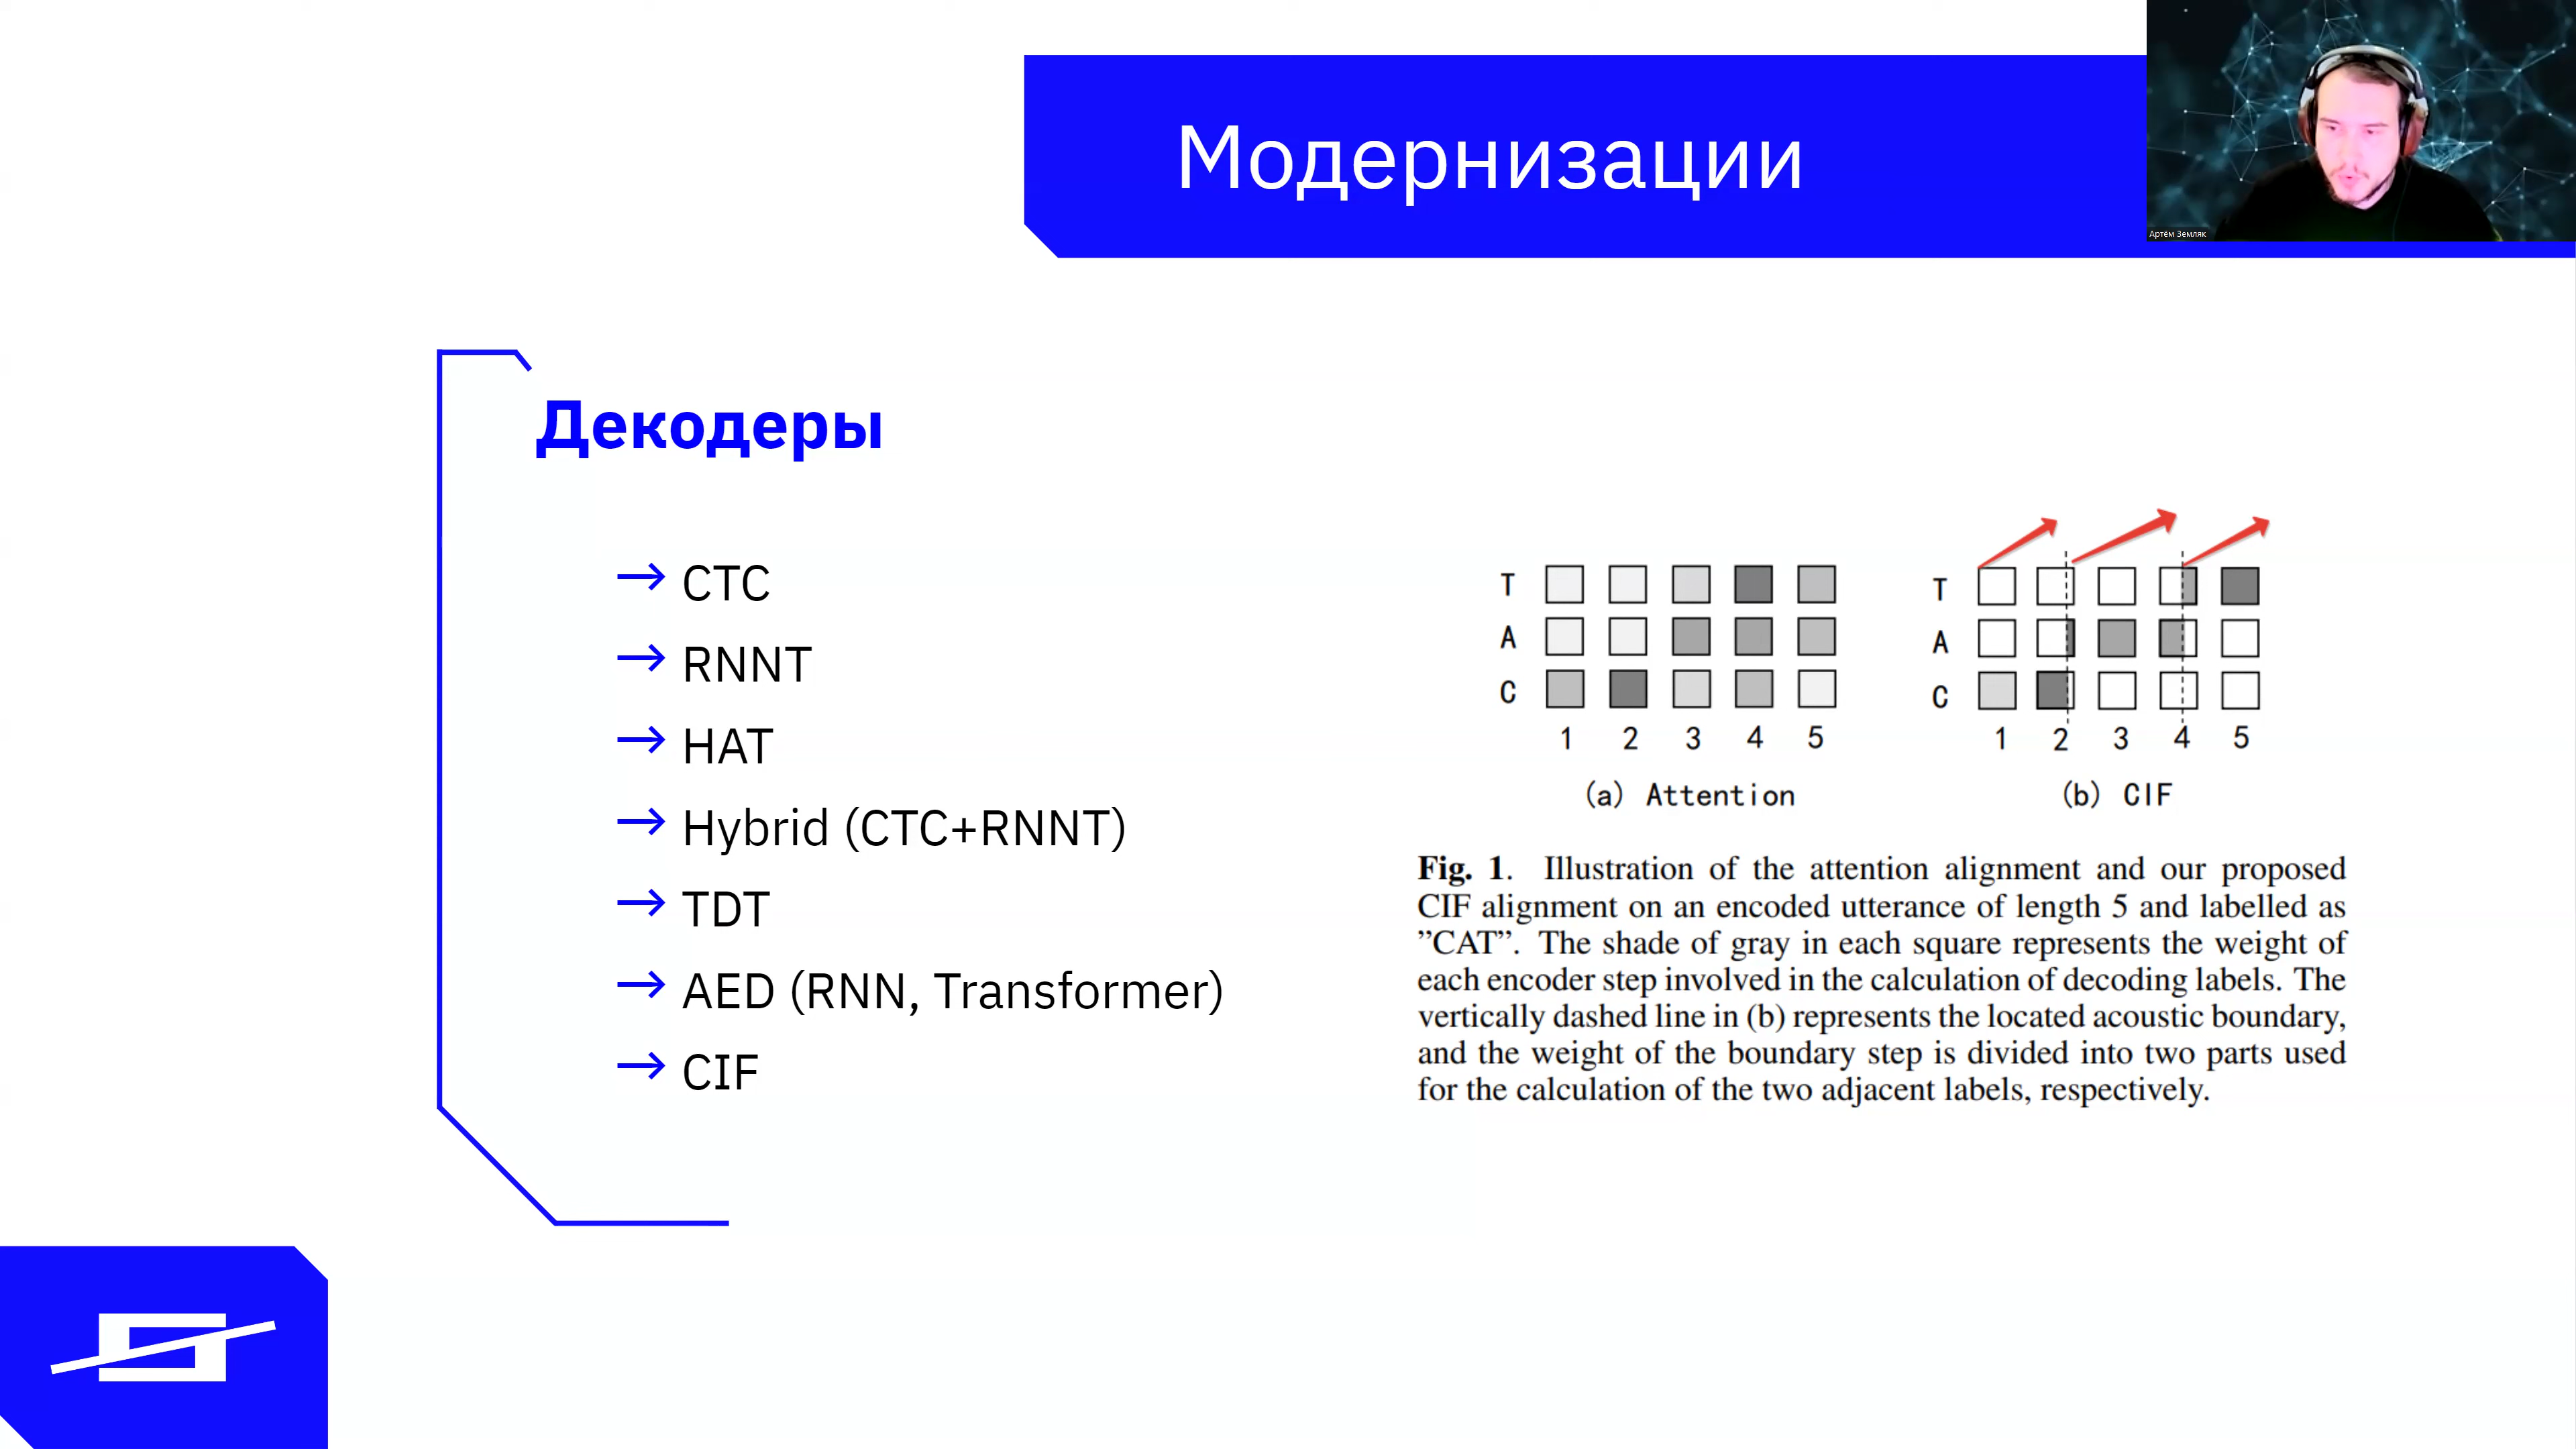 Модернизации
Артём Земляк
Декодеры
→ CTC
→ RNNT
→ HAT
→ Hybrid (CTC+RNNT)
→ TDT
→ AED (RNN, Transformer)
→ CIF
T
A
C
1 2 3 4 5
(a) Attention
T
A
C
1 2 3 4 5
(b) CIF
Fig. 1. Illustration of the attention alignment and our proposed
CIF alignment on an encoded utterance of length 5 and labelled as
”CAT”. The shade of gray in each square represents the weight of
each encoder step involved in the calculation of decoding labels. The
vertically dashed line in (b) represents the located acoustic boundary,
and the weight of the boundary step is divided into two parts used
for the calculation of the two adjacent labels, respectively.